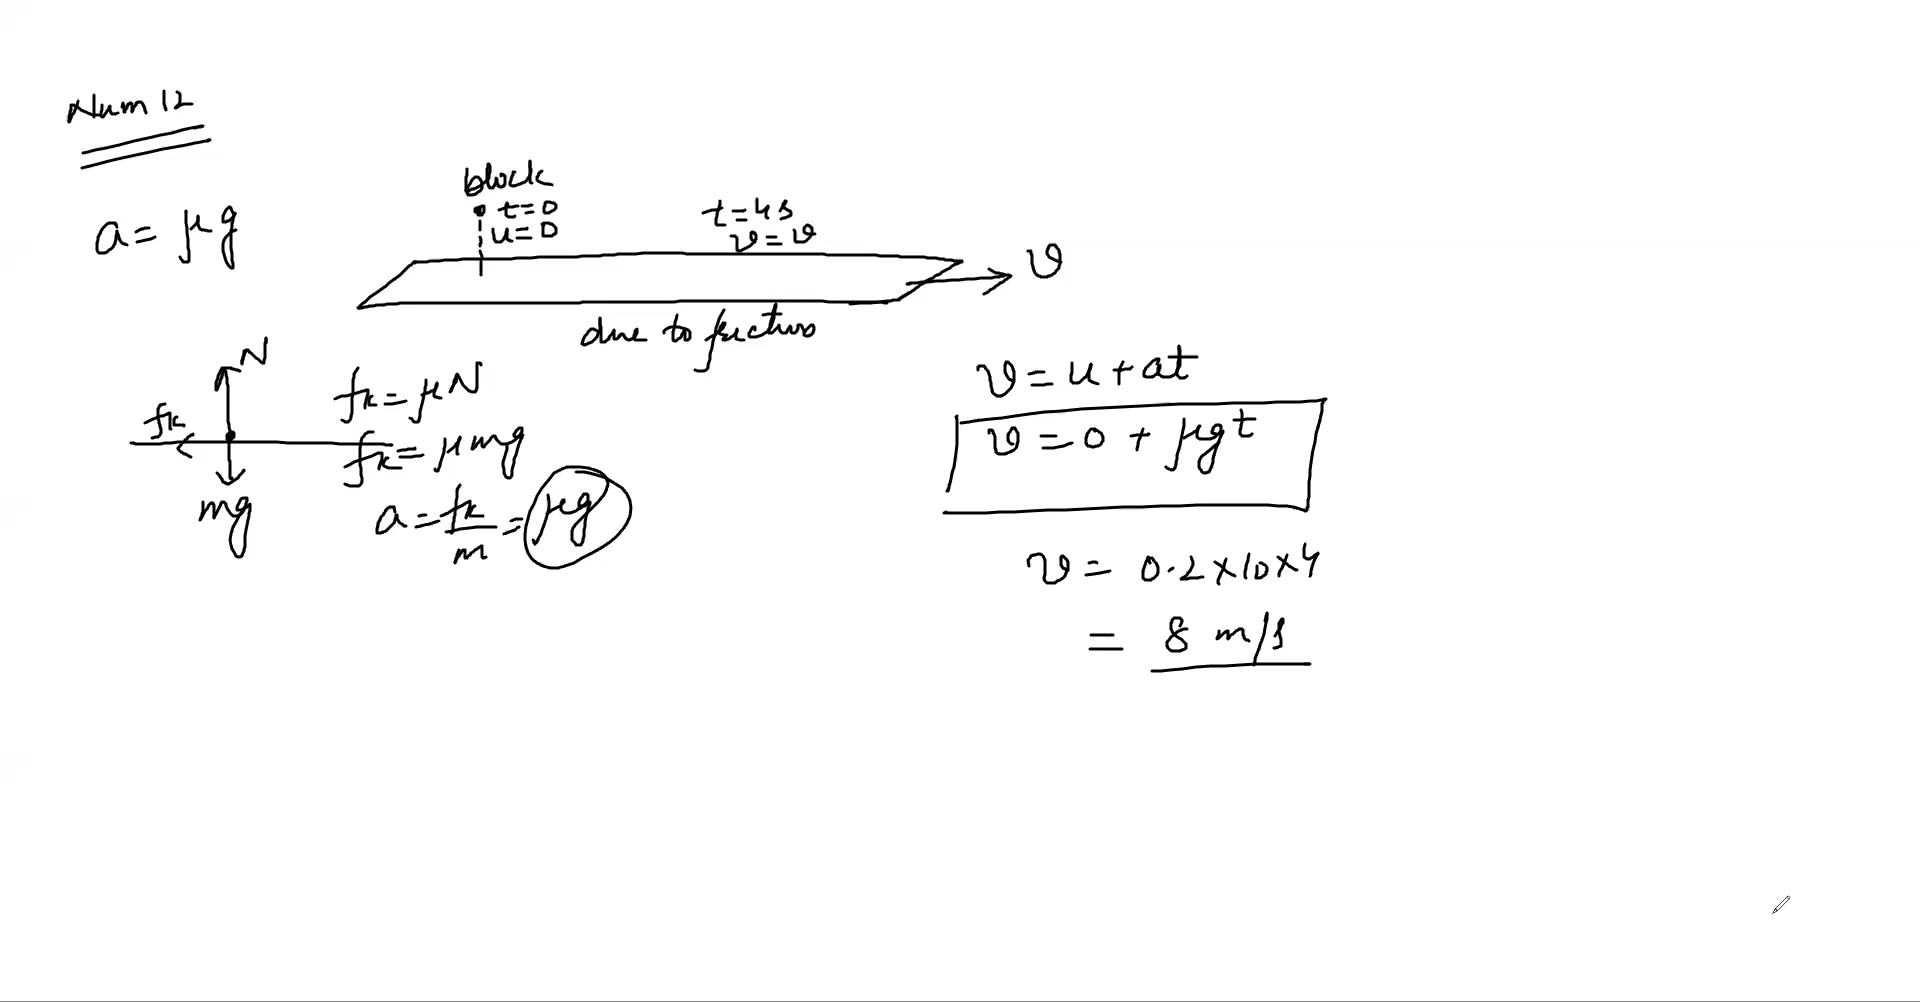 Num 12
a = μg
block
t=0
u=0
t=4s
v=v
v
due to friction
N
fk
mg
fk = μN
fk = μmg
a = fk/m = μg
v = u + at
v = 0 + μgt
v = 0.2×10×4
= 8 m/s